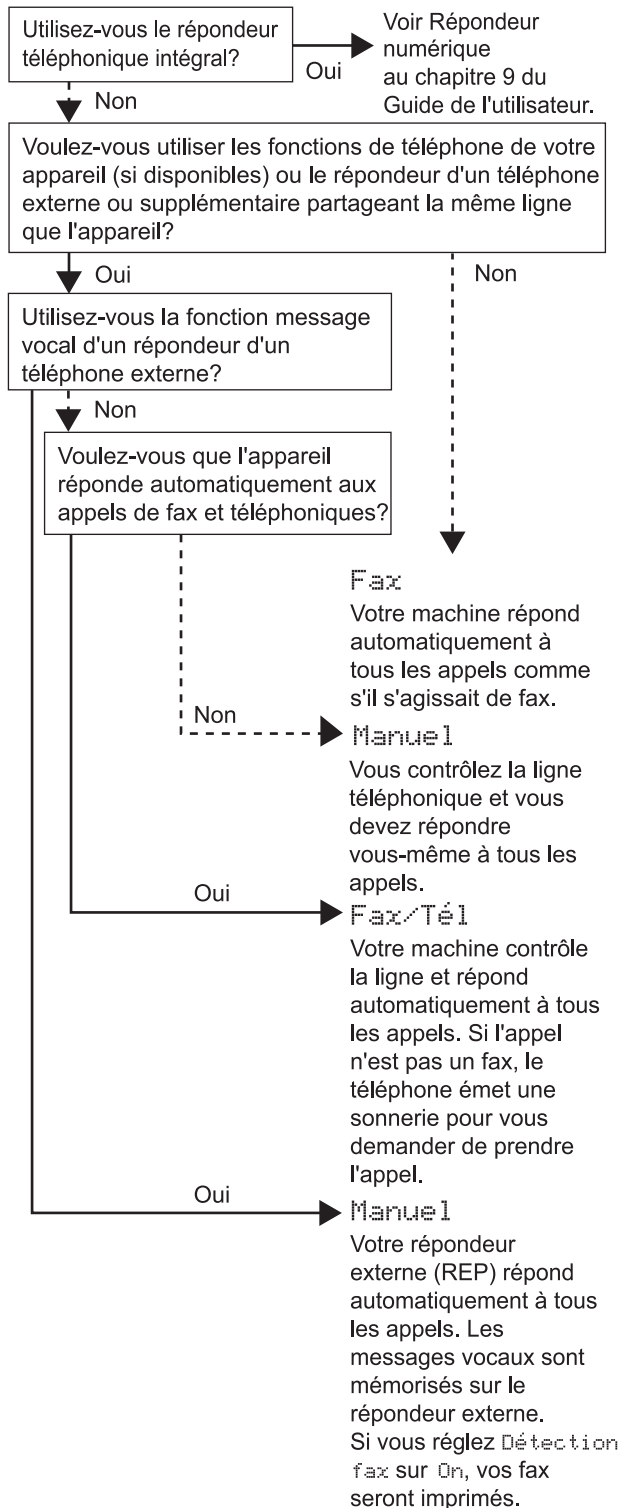 Utilisez-vous le répondeur
téléphonique intégral?
Oui
Voir Répondeur
numérique
au chapitre 9 du
Guide de l'utilisateur.
Non
Voulez-vous utiliser les fonctions de téléphone de votre
appareil (si disponibles) ou le répondeur d'un téléphone
externe ou supplémentaire partageant la même ligne
que l'appareil?
Oui
Non
Utilisez-vous la fonction message
vocal d'un répondeur d'un
téléphone externe?
Non
Voulez-vous que l'appareil
réponde automatiquement aux
appels de fax et téléphoniques?
Fax
Votre machine répond
automatiquement à
tous les appels comme
s'il s'agissait de fax.
Non
Manuel
Vous contrôlez la ligne
téléphonique et vous
devez répondre
vous-même à tous les
appels.
Oui
Fax/Tél
Votre machine contrôle
la ligne et répond
automatiquement à tous
les appels. Si l'appel
n'est pas un fax, le
téléphone émet une
sonnerie pour vous
demander de prendre
l'appel.
Oui
Manuel
Votre répondeur
externe (REP) répond
automatiquement à tous
les appels. Les
messages vocaux sont
mémorisés sur le
répondeur externe.
Si vous réglez Détection
fax sur On, vos fax
seront imprimés.